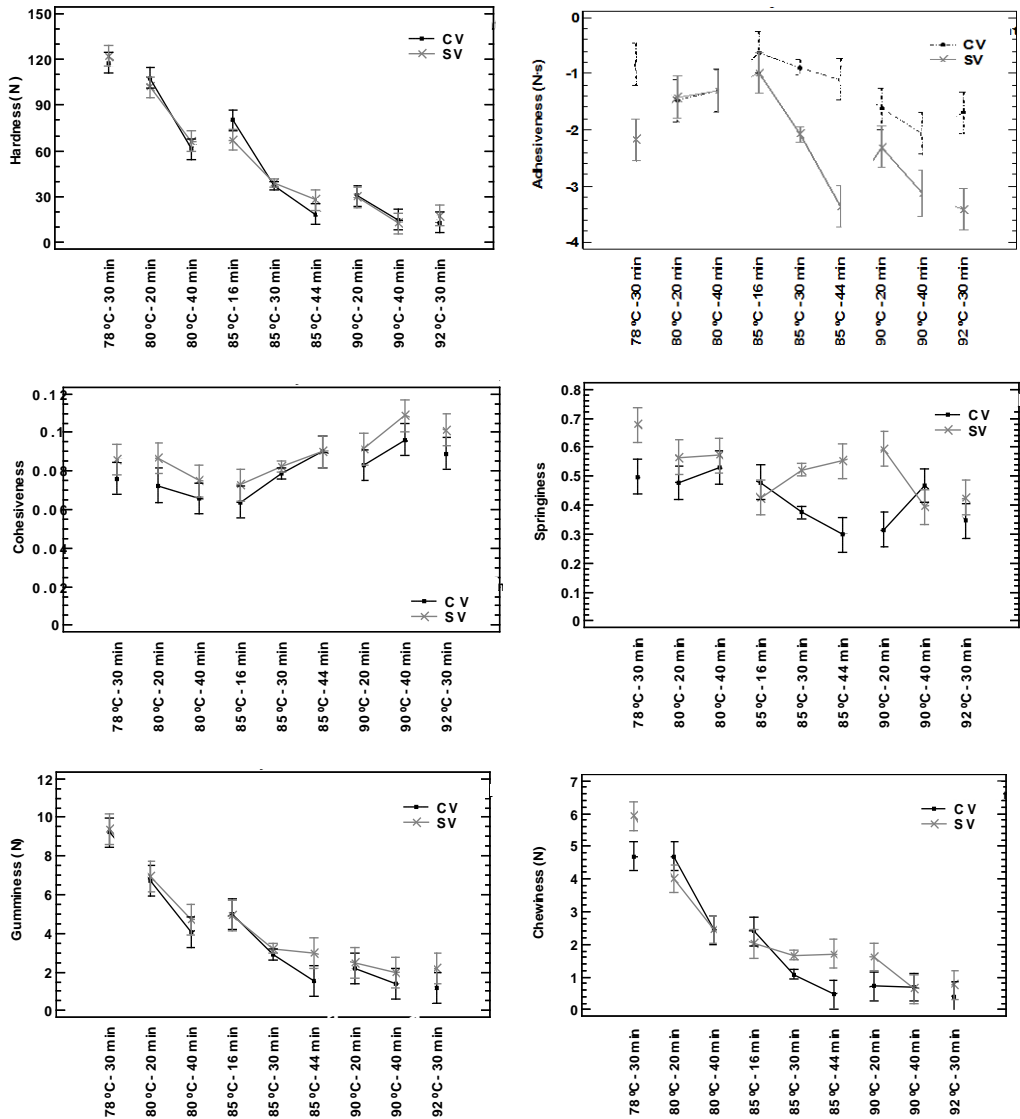 150
120
90
60
30
0
Hardness (N)
CV
SV
78 ºC - 30 min
80 ºC - 20 min
80 ºC - 40 min
85 ºC - 16 min
85 ºC - 30 min
85 ºC - 44 min
90 ºC - 20 min
90 ºC - 40 min
92 ºC - 30 min
0
-1
-2
-3
-4
Adhesiveness (N·s)
CV
SV
78 ºC - 30 min
80 ºC - 20 min
80 ºC - 40 min
85 ºC - 16 min
85 ºC - 30 min
85 ºC - 44 min
90 ºC - 20 min
90 ºC - 40 min
92 ºC - 30 min
0.12
0.1
0.08
0.06
0.04
0.02
0
Cohesiveness
CV
SV
78 ºC - 30 min
80 ºC - 20 min
80 ºC - 40 min
85 ºC - 16 min
85 ºC - 30 min
85 ºC - 44 min
90 ºC - 20 min
90 ºC - 40 min
92 ºC - 30 min
0.8
0.7
0.6
0.5
0.4
0.3
0.2
0.1
0
Springiness
CV
SV
78 ºC - 30 min
80 ºC - 20 min
80 ºC - 40 min
85 ºC - 16 min
85 ºC - 30 min
85 ºC - 44 min
90 ºC - 20 min
90 ºC - 40 min
92 ºC - 30 min
12
10
8
6
4
2
0
Gumminess (N)
CV
SV
78 ºC - 30 min
80 ºC - 20 min
80 ºC - 40 min
85 ºC - 16 min
85 ºC - 30 min
85 ºC - 44 min
90 ºC - 20 min
90 ºC - 40 min
92 ºC - 30 min
7
6
5
4
3
2
1
0
Chewiness (N)
CV
SV
78 ºC - 30 min
80 ºC - 20 min
80 ºC - 40 min
85 ºC - 16 min
85 ºC - 30 min
85 ºC - 44 min
90 ºC - 20 min
90 ºC - 40 min
92 ºC - 30 min